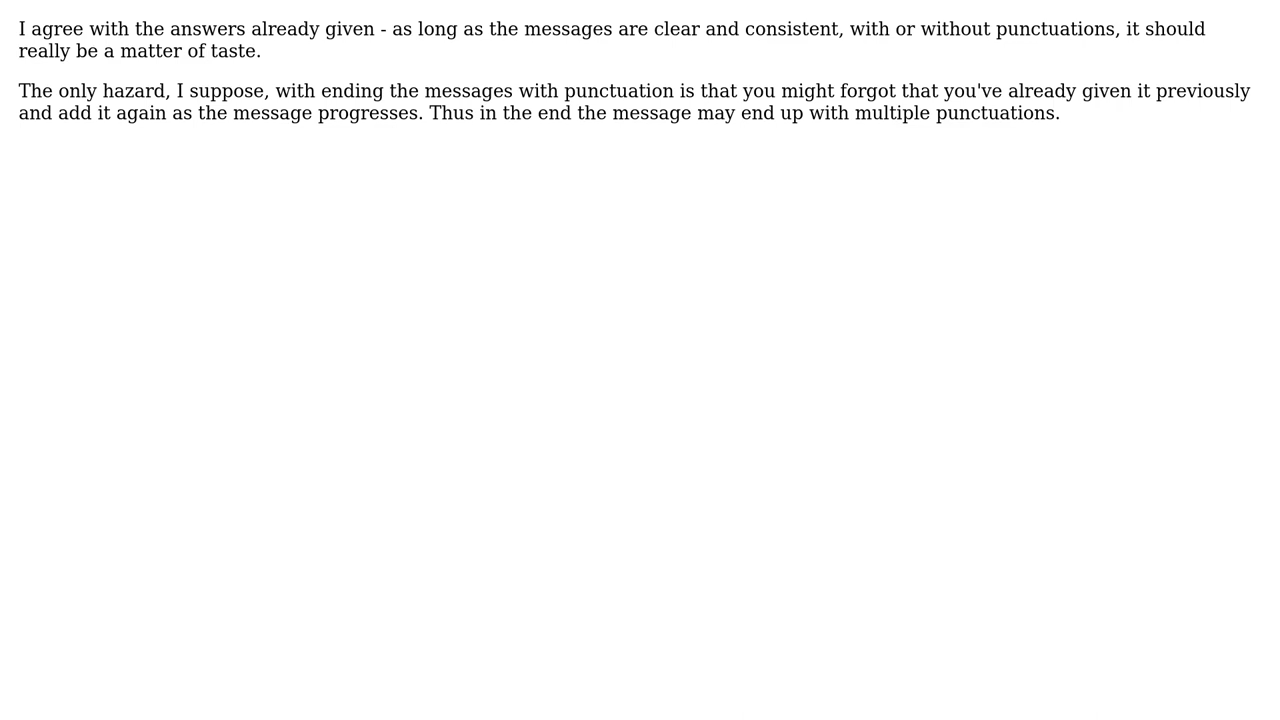 I agree with the answers already given - as long as the messages are clear and consistent, with or without punctuations, it should
really be a matter of taste.
The only hazard, I suppose, with ending the messages with punctuation is that you might forgot that you've already given it previously
and add it again as the message progresses. Thus in the end the message may end up with multiple punctuations.